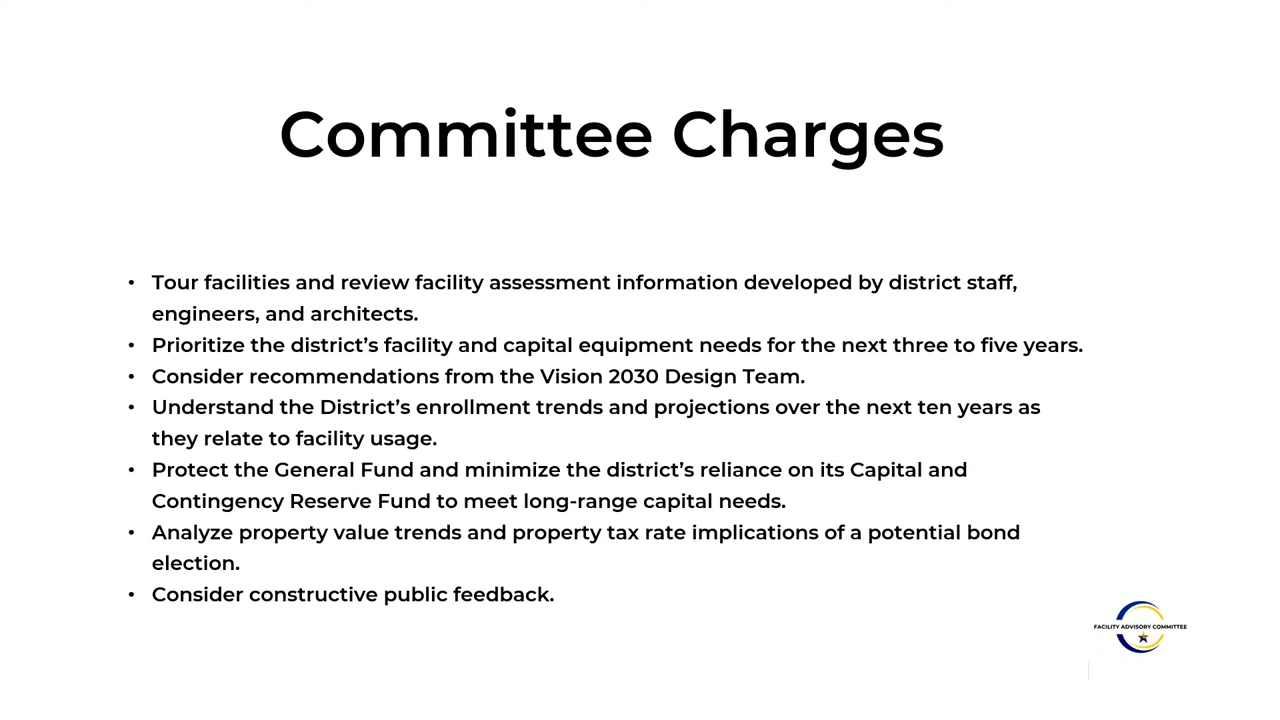 Committee Charges
• Tour facilities and review facility assessment information developed by district staff,
engineers, and architects.
• Prioritize the district’s facility and capital equipment needs for the next three to five years.
• Consider recommendations from the Vision 2030 Design Team.
• Understand the District’s enrollment trends and projections over the next ten years as
they relate to facility usage.
• Protect the General Fund and minimize the district’s reliance on its Capital and
Contingency Reserve Fund to meet long-range capital needs.
• Analyze property value trends and property tax rate implications of a potential bond
election.
• Consider constructive public feedback.
FACILITY ADVISORY COMMITTEE